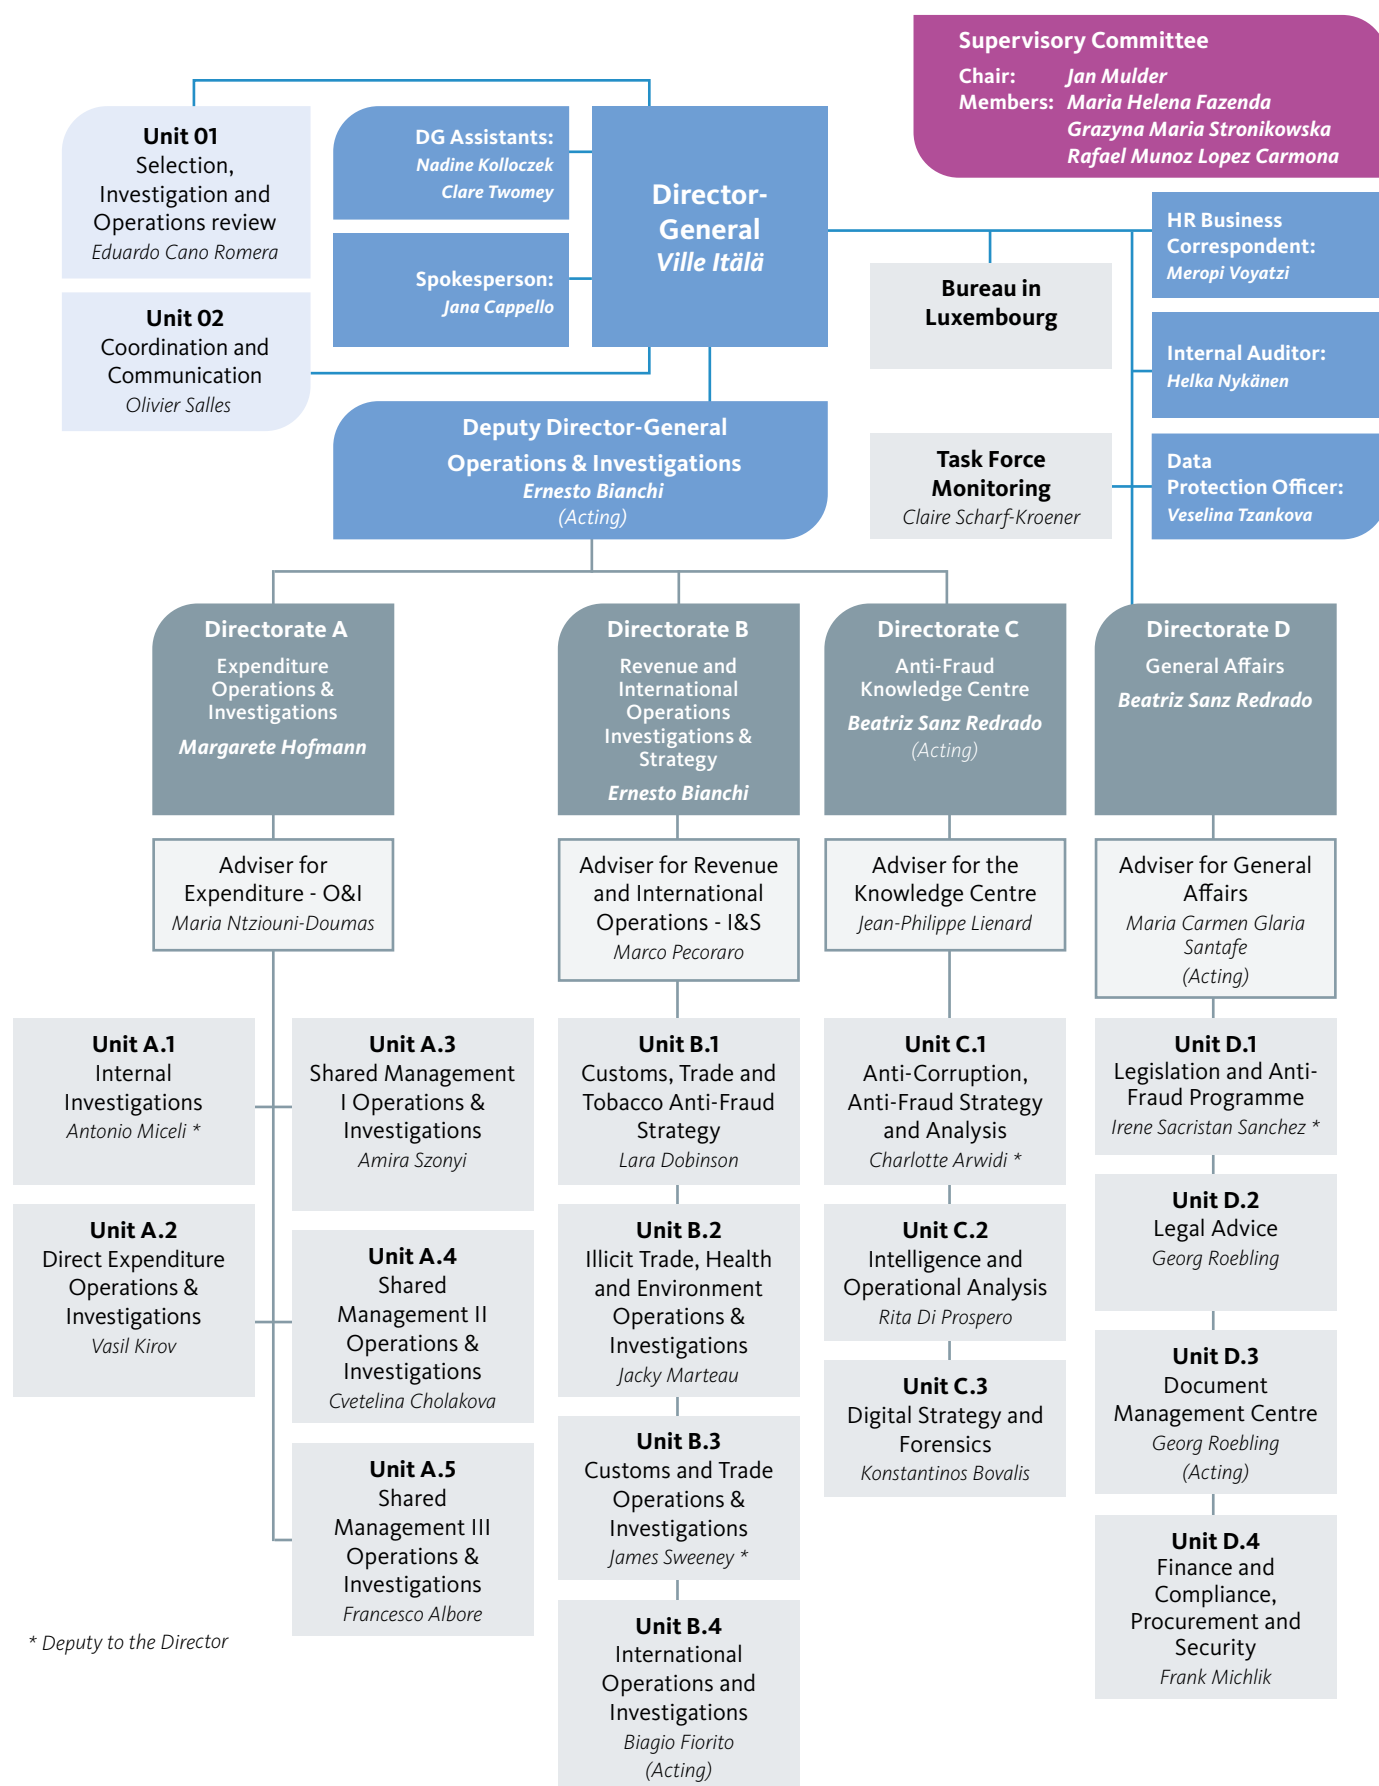 Supervisory Committee
Chair: Jan Mulder
Members: Maria Helena Fazenda
Grazyna Maria Stronikowska
Rafael Munoz Lopez Carmona
Unit 01
Selection,
Investigation and
Operations review
Eduardo Cano Romera
Unit 02
Coordination and
Communication
Olivier Salles
DG Assistants:
Nadine Kolloczek
Clare Twomey
Spokesperson:
Jana Cappello
Director-
General
Ville Itälä
Bureau in
Luxembourg
HR Business
Correspondent:
Meropi Voyatzi
Internal Auditor:
Helka Nykänen
Task Force
Monitoring
Claire Scharf-Kroener
Data
Protection Officer:
Veselina Tzankova
Deputy Director-General
Operations & Investigations
Ernesto Bianchi
(Acting)
Directorate A
Expenditure
Operations &
Investigations
Margarete Hofmann
Adviser for
Expenditure - O&I
Maria Ntziouni-Doumas
Unit A.1
Internal
Investigations
Antonio Miceli *
Unit A.2
Direct Expenditure
Operations &
Investigations
Vasil Kirov
Unit A.3
Shared Management
I Operations &
Investigations
Amira Szonyi
Unit A.4
Shared
Management II
Operations &
Investigations
Cvetelina Cholakova
Unit A.5
Shared
Management III
Operations &
Investigations
Francesco Albore
Directorate B
Revenue and
International
Operations
Investigations &
Strategy
Ernesto Bianchi
Adviser for Revenue
and International
Operations - I&S
Marco Pecoraro
Unit B.1
Customs, Trade and
Tobacco Anti-Fraud
Strategy
Lara Dobinson
Unit B.2
Illicit Trade, Health
and Environment
Operations &
Investigations
Jacky Marteau
Unit B.3
Customs and Trade
Operations &
Investigations
James Sweeney *
Unit B.4
International
Operations and
Investigations
Biagio Fiorito
(Acting)
Directorate C
Anti-Fraud
Knowledge Centre
Beatriz Sanz Redrado
(Acting)
Adviser for the
Knowledge Centre
Jean-Philippe Lienard
Unit C.1
Anti-Corruption,
Anti-Fraud Strategy
and Analysis
Charlotte Arwidi *
Unit C.2
Intelligence and
Operational Analysis
Rita Di Prospero
Unit C.3
Digital Strategy and
Forensics
Konstantinos Bovalis
Directorate D
General Affairs
Beatriz Sanz Redrado
Adviser for General
Affairs
Maria Carmen Glaria
Santafe
(Acting)
Unit D.1
Legislation and Anti-
Fraud Programme
Irene Sacristan Sanchez *
Unit D.2
Legal Advice
Georg Roebling
Unit D.3
Document
Management Centre
Georg Roebling
(Acting)
Unit D.4
Finance and
Compliance,
Procurement and
Security
Frank Michlik
* Deputy to the Director